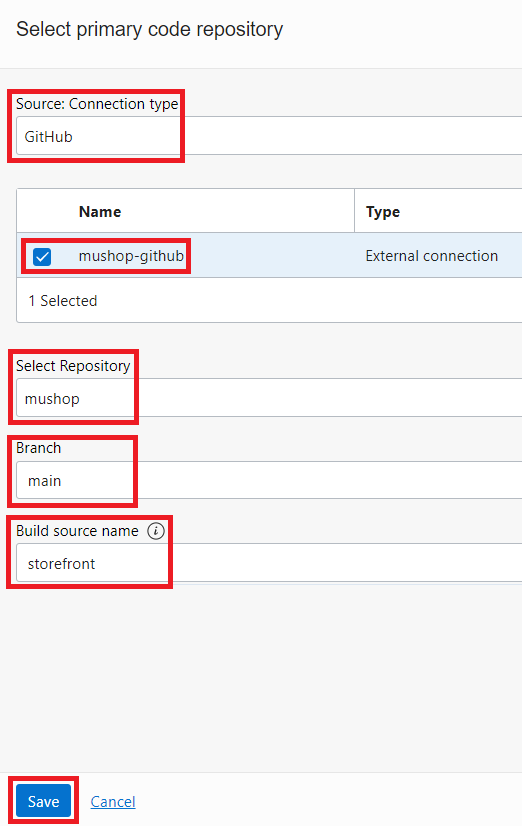 Select primary code repository
Source: Connection type
GitHub
Name Type
mushop-github External connection
1 Selected
Select Repository
mushop
Branch
main
Build source name
storefront
Save Cancel